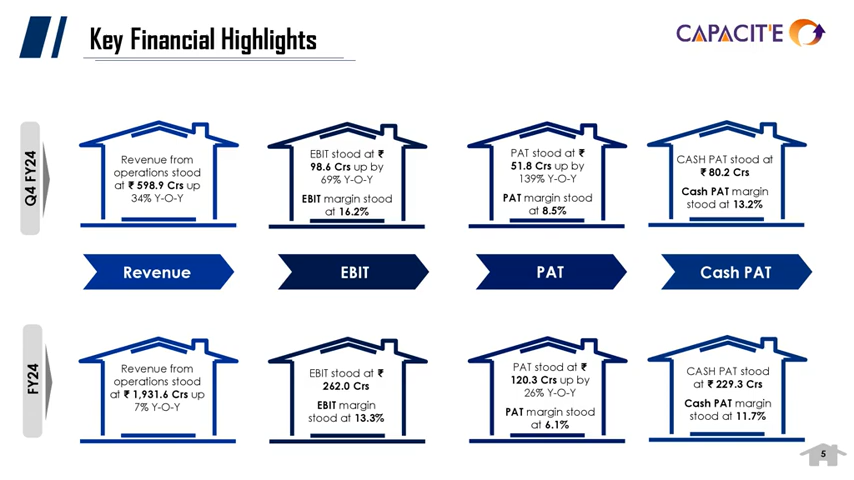 Key Financial Highlights
CAPACIT'E
Q4 FY24
Revenue from
operations stood
at ₹ 598.9 Crs up
34% Y-O-Y
EBIT stood at ₹
98.6 Crs up by
69% Y-O-Y
EBIT margin stood
at 16.2%
PAT stood at ₹
51.8 Crs up by
139% Y-O-Y
PAT margin stood
at 8.5%
CASH PAT stood at
₹ 80.2 Crs
Cash PAT margin
stood at 13.2%
Revenue
EBIT
PAT
Cash PAT
FY24
Revenue from
operations stood
at ₹ 1,931.6 Crs up
7% Y-O-Y
EBIT stood at ₹
262.0 Crs
EBIT margin
stood at 13.3%
PAT stood at ₹
120.3 Crs up by
26% Y-O-Y
PAT margin stood
at 6.1%
CASH PAT stood
at ₹ 229.3 Crs
Cash PAT margin
stood at 11.7%
5